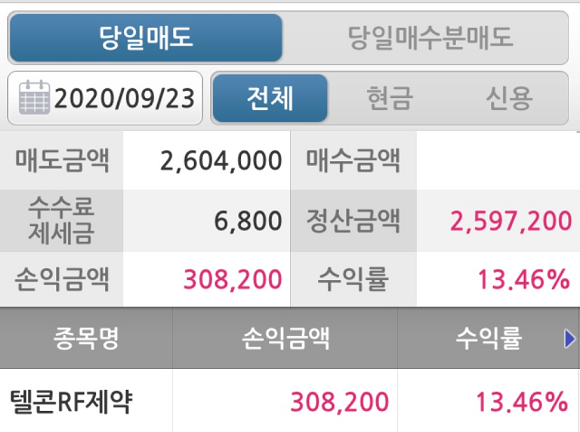 당일매도 당일매수분매도
2020/09/23 전체 현금 신용
매도금액 2,604,000 매수금액
수수료
제세금 6,800 정산금액 2,597,200
손익금액 308,200 수익률 13.46%
종목명 손익금액 수익률
텔콘RF제약 308,200 13.46%